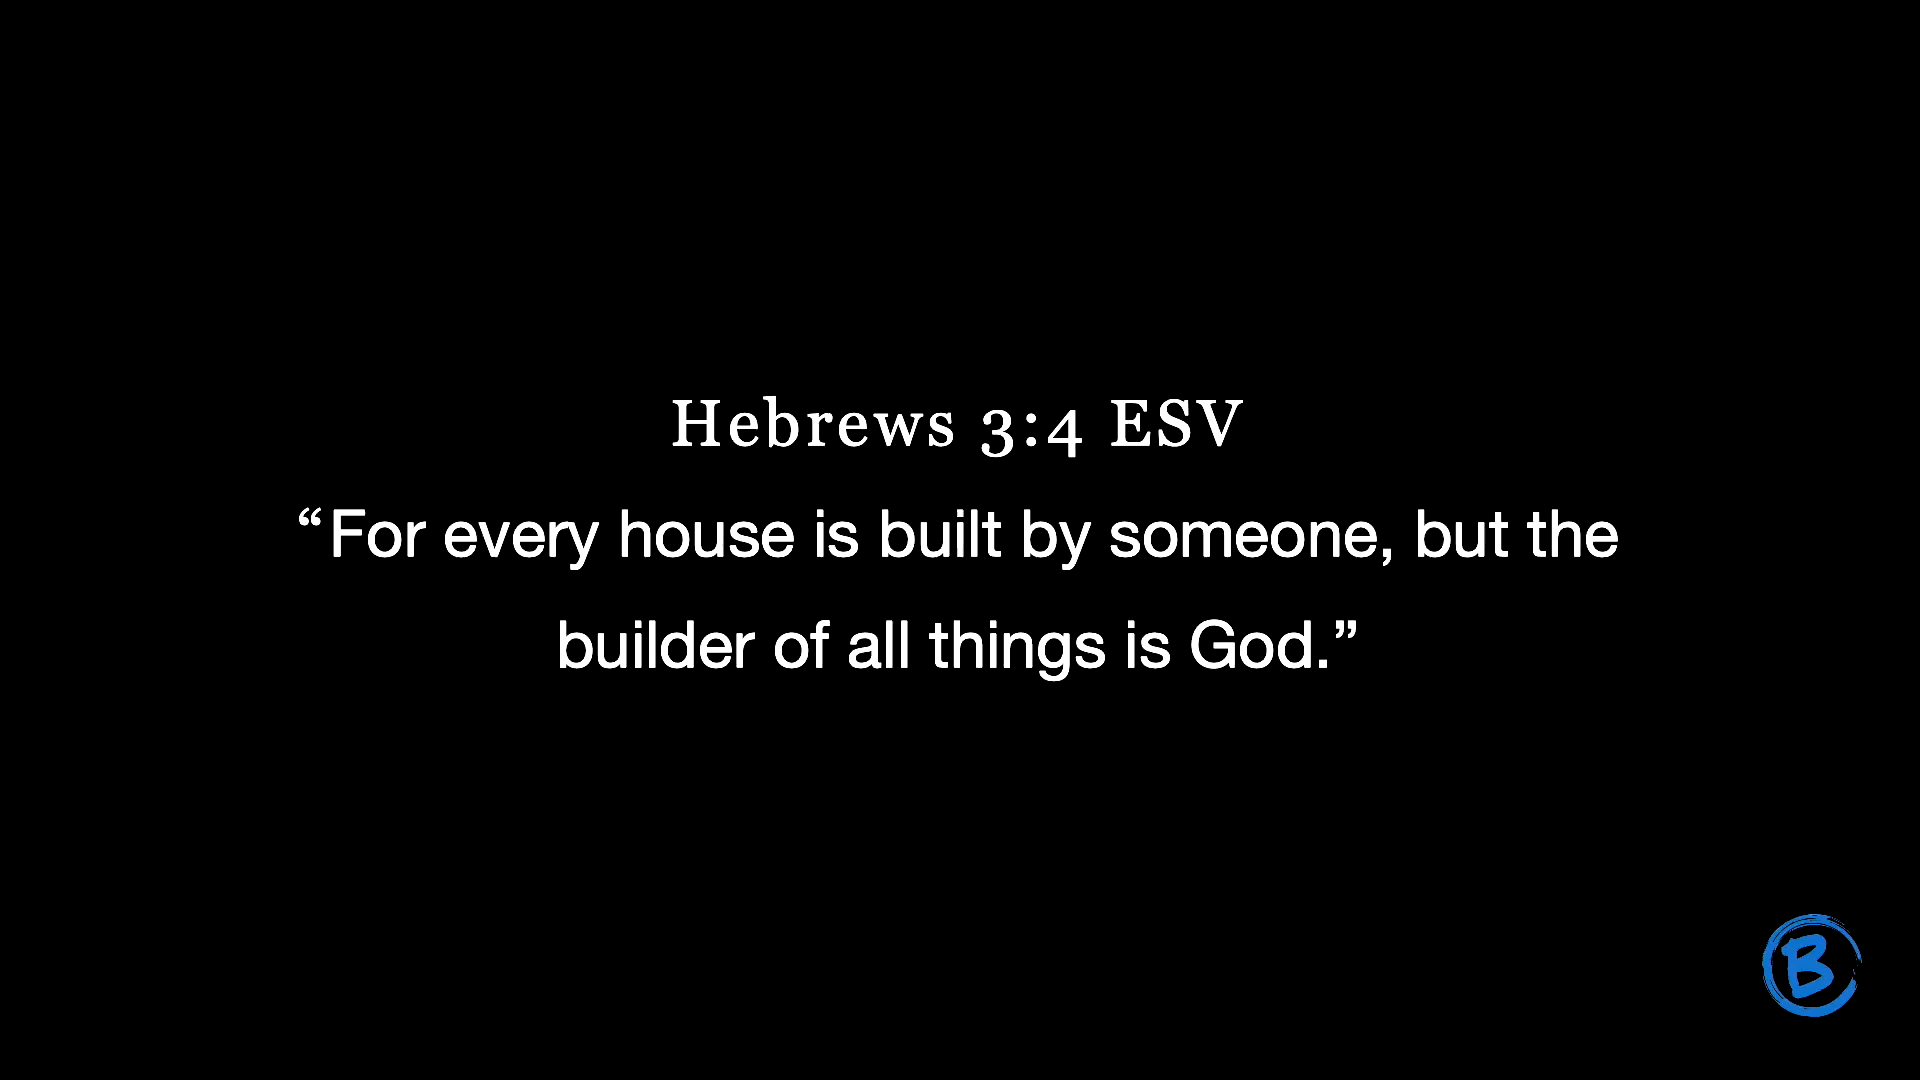 Hebrews 3:4 ESV
“For every house is built by someone, but the
builder of all things is God.”
B